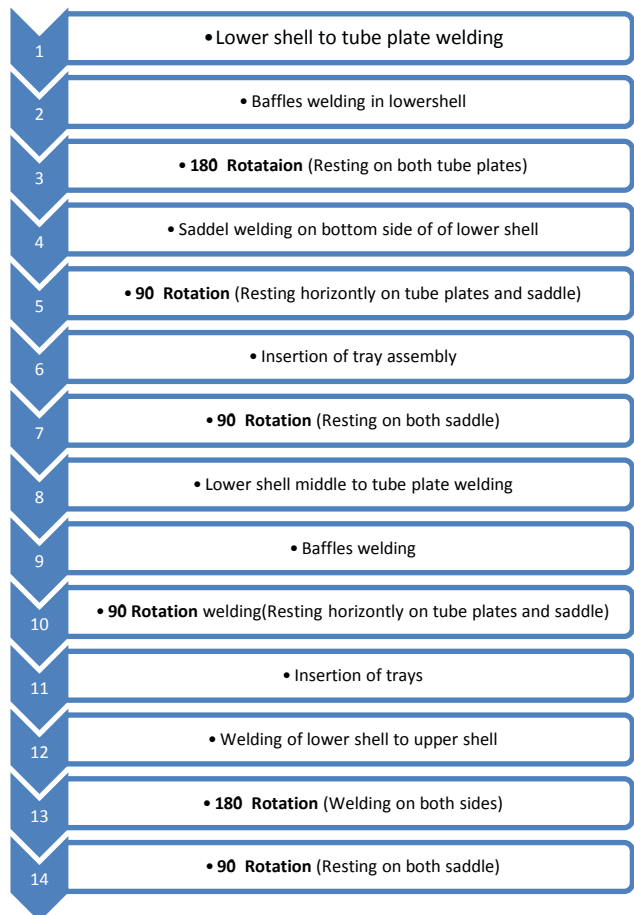 1
•Lower shell to tube plate welding
2
• Baffles welding in lowershell
3
• 180 Rotataion (Resting on both tube plates)
4
• Saddel welding on bottom side of of lower shell
5
• 90 Rotation (Resting horizontly on tube plates and saddle)
6
• Insertion of tray assembly
7
• 90 Rotation (Resting on both saddle)
8
• Lower shell middle to tube plate welding
9
• Baffles welding
10
• 90 Rotation welding(Resting horizontly on tube plates and saddle)
11
• Insertion of trays
12
• Welding of lower shell to upper shell
13
• 180 Rotation (Welding on both sides)
14
• 90 Rotation (Resting on both saddle)